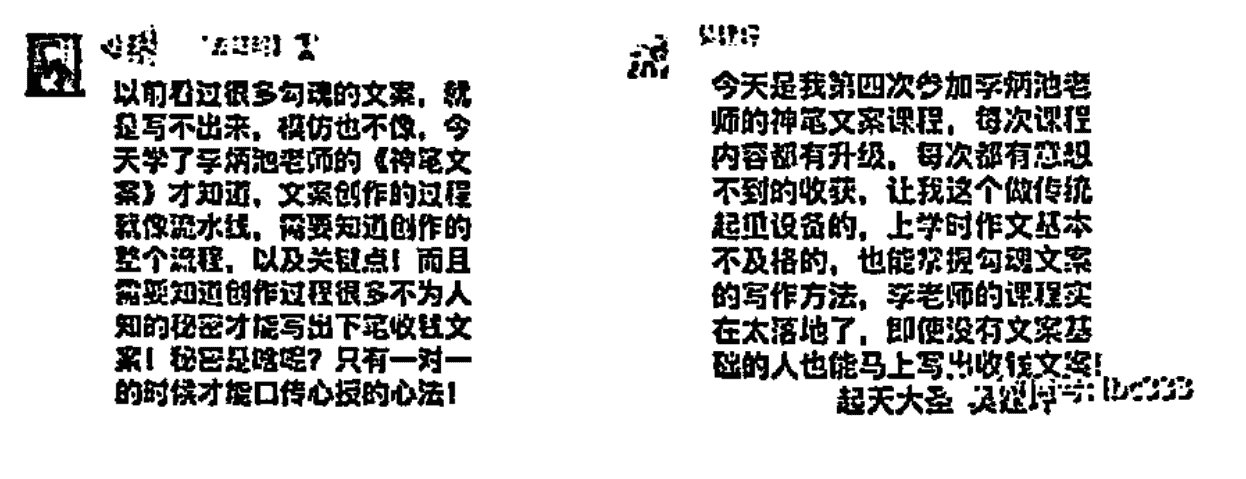 以前看过很多勾魂的文案，就
是写不出来，模仿也不像，今
天学了李炳池老师的《神笔文
案》才知道，文案创作的过程
就像流水线，需要知道创作的
整个流程，以及关键点！而且
需要知道创作过程很多不为人
知的秘密才能写出下笔收钱文
案！秘密是啥呢？只有一对一
的时候才能口传心授的心法！
今天是我第四次参加李炳池老
师的神笔文案课程，每次课程
内容都有升级，每次都有意想
不到的收获，让我这个做传统
起重设备的，上学时作文基本
不及格的，也能掌握勾魂文案
的写作方法，李老师的课程实
在太落地了，即使没有文案基
础的人也能马上写出收钱文案！
起天大圣